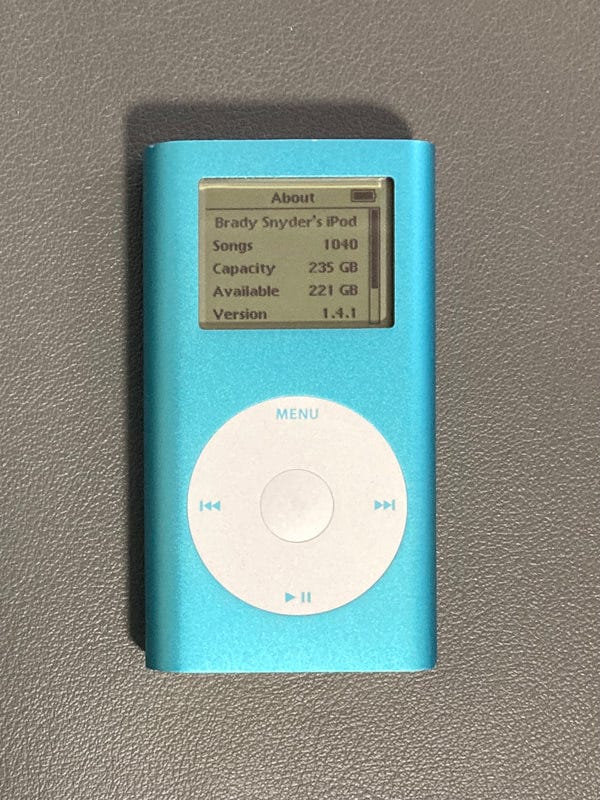 About
Brady Snyder's iPod
Songs 1040
Capacity 235 GB
Available 221 GB
Version 1.4.1
MENU